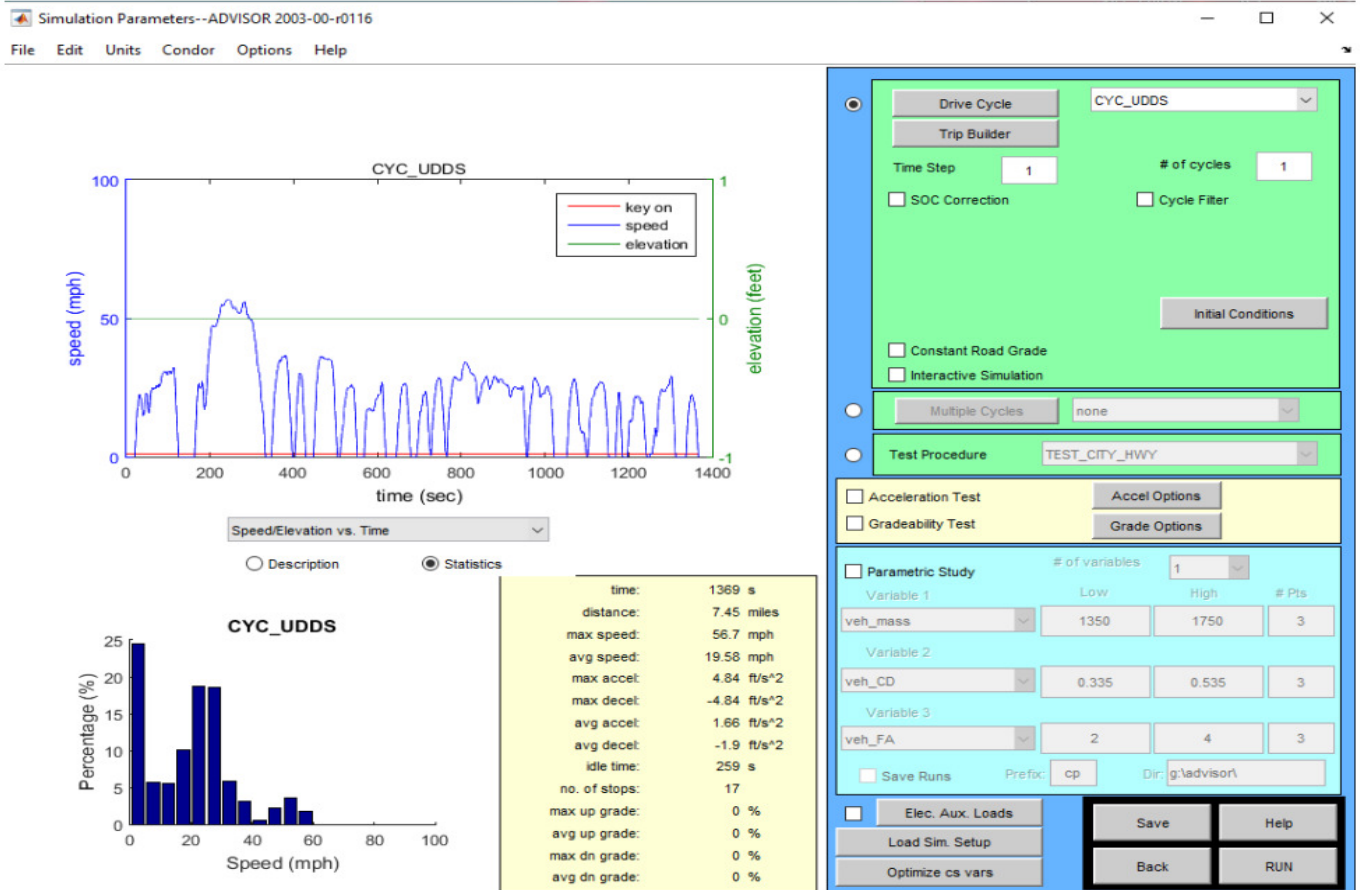 Simulation Parameters--ADVISOR 2003-00-r0116
File Edit Units Condor Options Help
CYC_UDDS
100
50
0
speed (mph)
1
0
-1
elevation (feet)
key on
speed
elevation
0 200 400 600 800 1000 1200 1400
time (sec)
Speed/Elevation vs. Time
Description Statistics
CYC_UDDS
25
20
15
10
5
0
Percentage (%)
0 20 40 60 80 100
Speed (mph)
time: 1369 s
distance: 7.45 miles
max speed: 56.7 mph
avg speed: 19.58 mph
max accel: 4.84 ft/s^2
max decel: -4.84 ft/s^2
avg accel: 1.66 ft/s^2
avg decel: -1.9 ft/s^2
idle time: 259 s
no. of stops: 17
max up grade: 0 %
avg up grade: 0 %
max dn grade: 0 %
avg dn grade: 0 %
Drive Cycle CYC_UDDS
Trip Builder
Time Step 1 # of cycles 1
SOC Correction Cycle Filter
Initial Conditions
Constant Road Grade
Interactive Simulation
Multiple Cycles none
Test Procedure TEST_CITY_HWY
Acceleration Test Accel Options
Gradeability Test Grade Options
Parametric Study # of variables 1
Variable 1 Low High # Pts
veh_mass 1350 1750 3
Variable 2
veh_CD 0.335 0.535 3
Variable 3
veh_FA 2 4 3
Save Runs Prefix: cp Dir: g:\advisor\
Elec. Aux. Loads
Load Sim. Setup
Optimize cs vars
Save Help
Back RUN